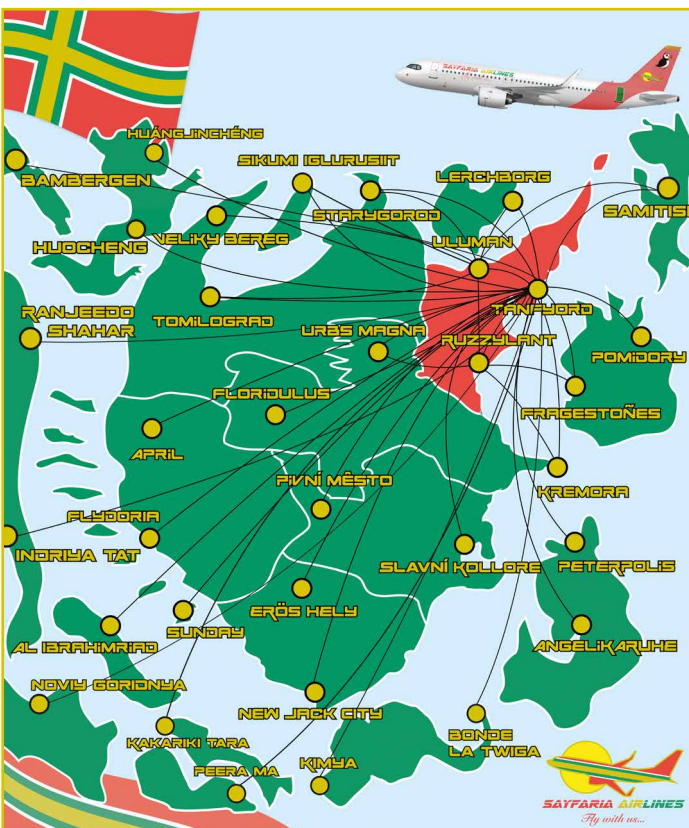 SAYFARIA AIRLINES
HUÁNGJINCHÉNG
SIKUMI IGLURUSIIT
LERCHBORG
BAMBERGEN
STARYGOROD
SAMITISI
HUOCHENG
VELIKY BEREG
ULUMAN
RANJEEDO
SHAHAR
TOMILOGRAD
TANFYORD
URBS MAGNA
RUZZYLANT
POMIDORY
FLORIDULUS
FRAGESTOÑES
APRIL
PIVNÍ MĚSTO
KREMORA
FLYDORIA
INDRIYA TAT
SLAVNÍ KOLLORE
PETERPOLIS
SUNDAY
ERÖS HELY
AL IBRAHIMRIAD
ANGELIKARUHE
NOVIY GORIDNYA
NEW JACK CITY
KAKARIKI TARA
BONDE
LA TWIGA
PEERA MA
KIMYA
SAYFARIA AIRLINES
Fly with us...